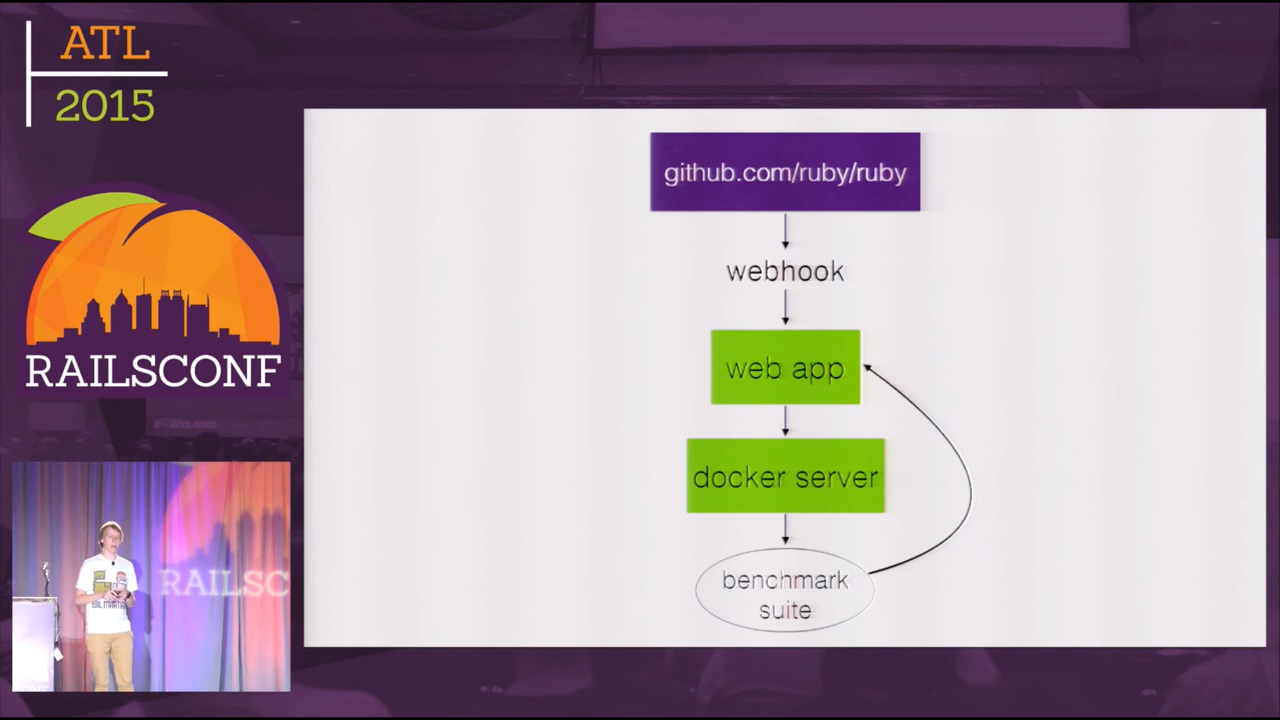 ATL
2015
RAILSCONF
github.com/ruby/ruby
webhook
web app
docker server
benchmark
suite
RAILSC